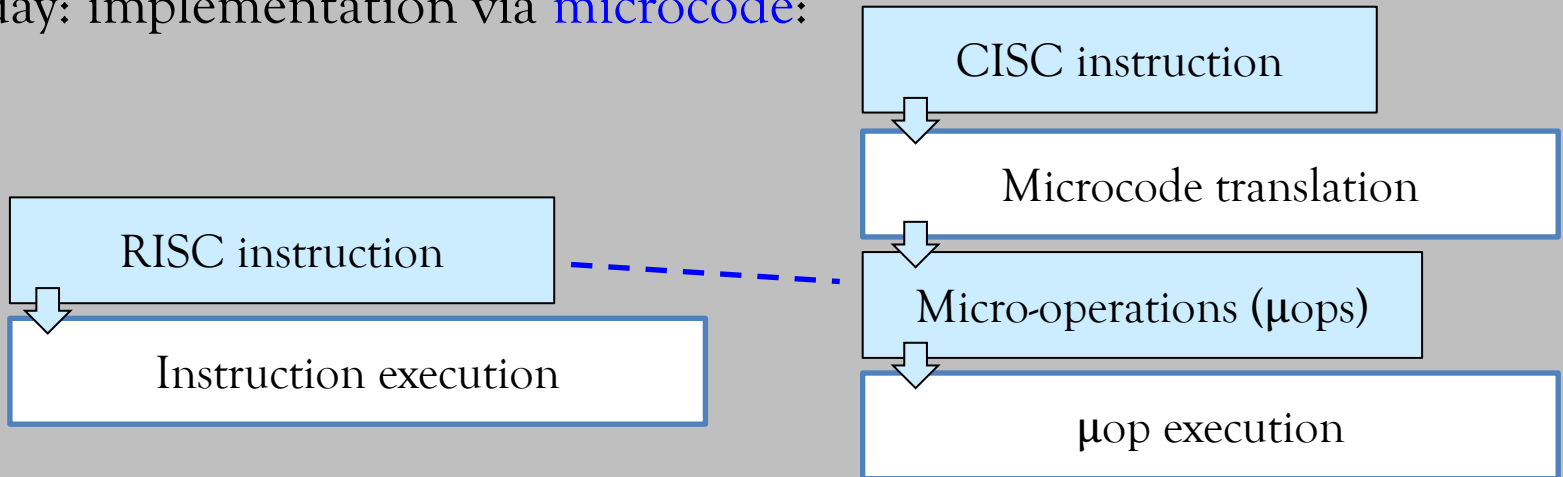 day: implementation via microcode:
CISC instruction
Microcode translation
RISC instruction
Micro-operations (μops)
Instruction execution
μop execution